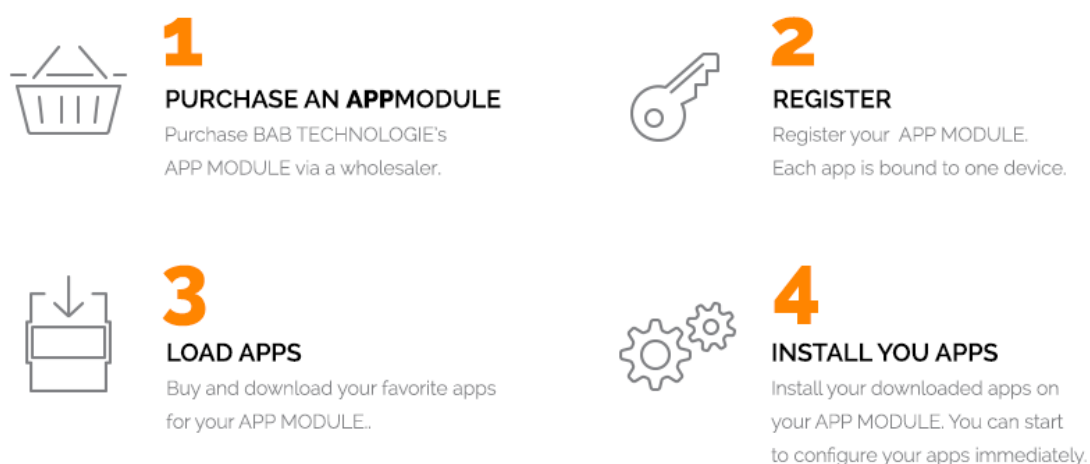 1
PURCHASE AN APPMODULE
Purchase BAB TECHNOLOGIE's
APP MODULE via a wholesaler.
2
REGISTER
Register your APP MODULE.
Each app is bound to one device.
3
LOAD APPS
Buy and download your favorite apps
for your APP MODULE..
4
INSTALL YOU APPS
Install your downloaded apps on
your APP MODULE. You can start
to configure your apps immediately.